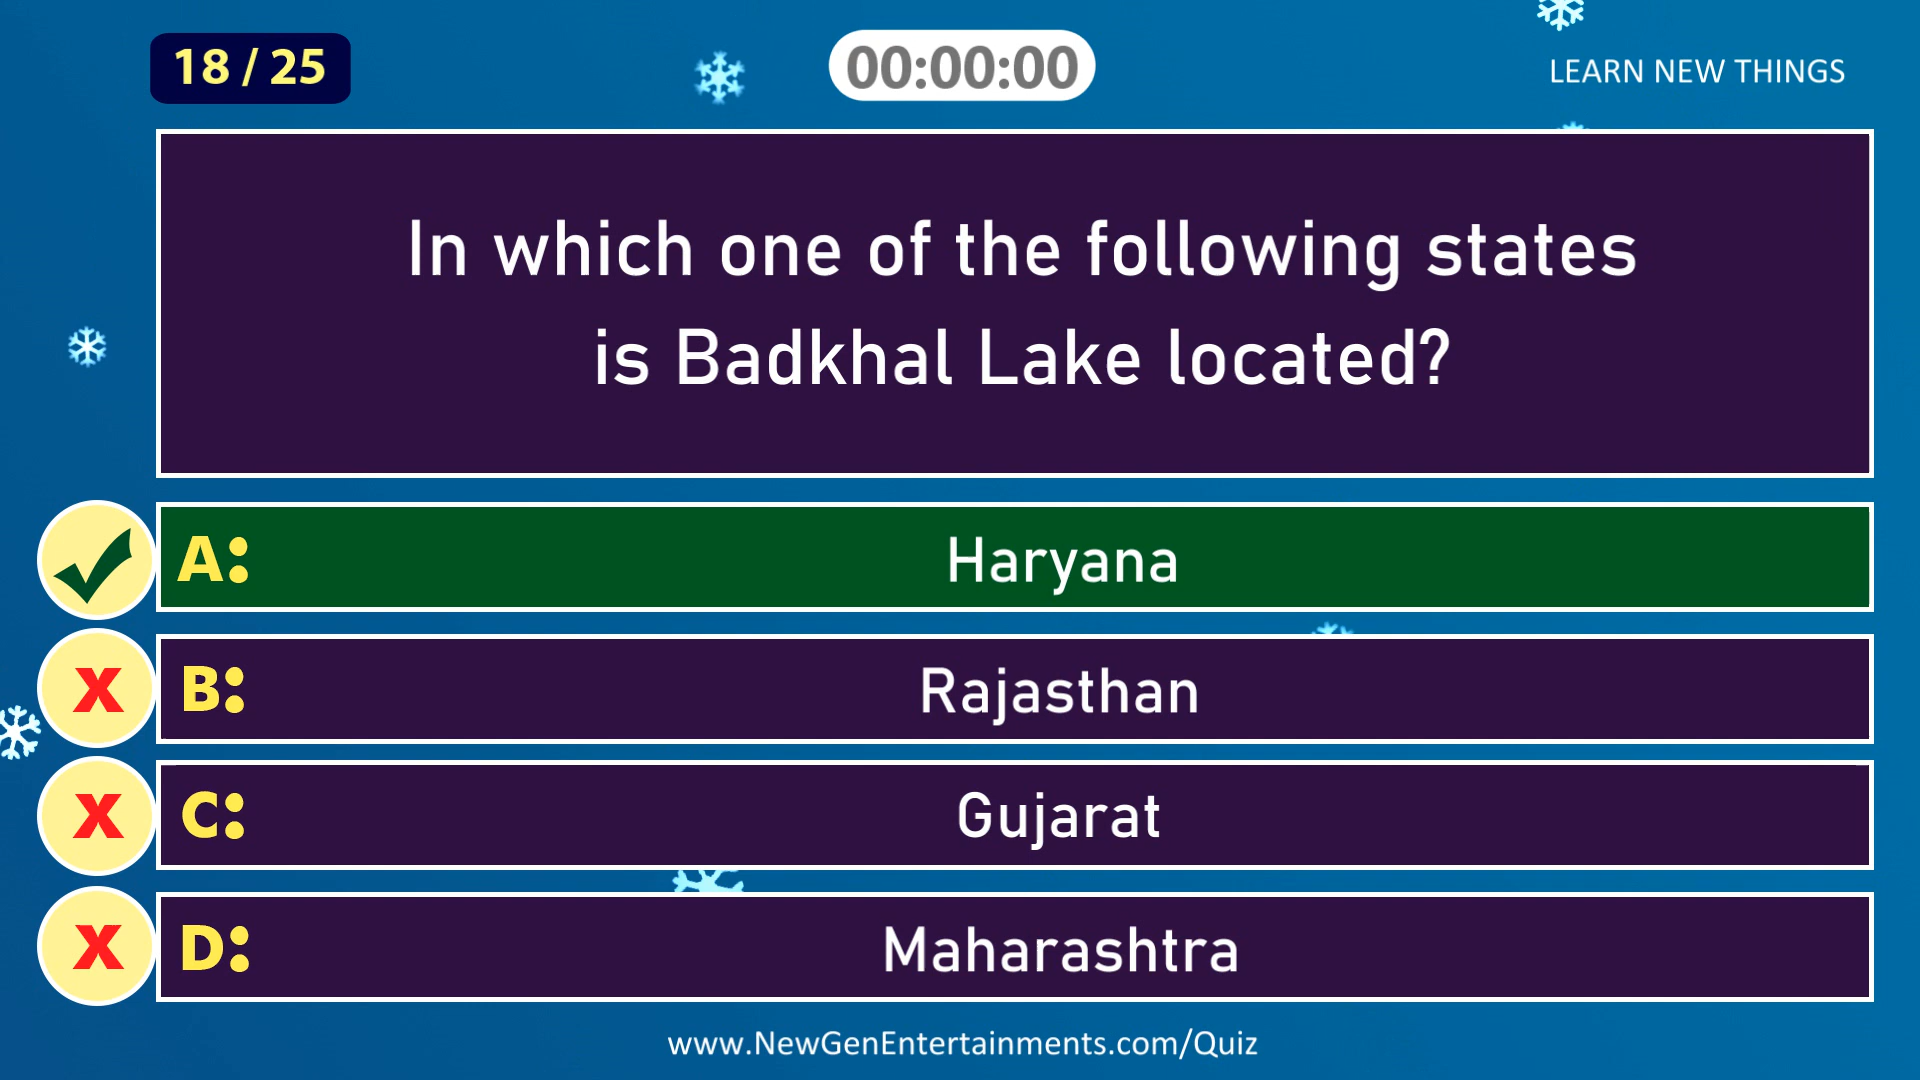 18 / 25
00:00:00
LEARN NEW THINGS
In which one of the following states
is Badkhal Lake located?
A: Haryana
X B: Rajasthan
X C: Gujarat
X D: Maharashtra
www.NewGenEntertainments.com/Quiz